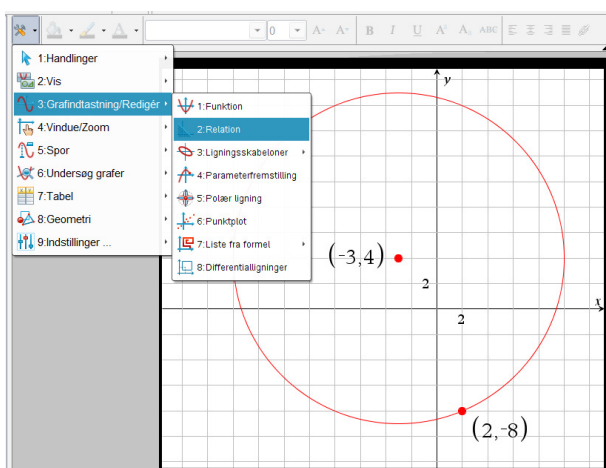 0 A+ A- B I U A' A, ABC
1:Handlinger
2:Vis
3:Grafindtastning/Redigér
4:Vindue/Zoom
5:Spor
6:Undersøg grafer
7:Tabel
8:Geometri
9:Indstillinger ...
1:Funktion
2:Relation
3:Ligningsskabeloner
4:Parameterfremstilling
5:Polær ligning
6:Punktplot
7:Liste fra formel
8:Differentialligninger
y
(-3,4)
2
x
2
(2,-8)